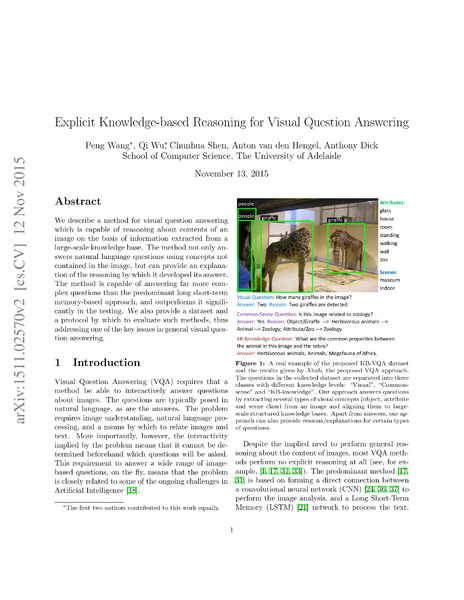 arXiv:1511.02570v2 [cs.CV] 12 Nov 2015
Explicit Knowledge-based Reasoning for Visual Question Answering
Peng Wang*, Qi Wu*, Chunhua Shen, Anton van den Hengel, Anthony Dick
School of Computer Science, The University of Adelaide
November 13, 2015
Abstract
We describe a method for visual question answering
which is capable of reasoning about contents of an
image on the basis of information extracted from a
large-scale knowledge base. The method not only
answers natural language questions using concepts
not contained in the image, but can provide an expla-
nation of the reasoning by which it developed its answer.
The method is capable of answering far more com-
plex questions than the predominant long short-term
memory-based approach, and outperforms it signifi-
cantly in the testing. We also provide a dataset and
a protocol by which to evaluate such methods, thus
addressing one of the key issues in general visual ques-
tion answering.
1 Introduction
Visual Question Answering (VQA) requires that a
method be able to interactively answer questions
about images. The questions are typically posed in
natural language, as are the answers. The problem
requires image understanding, natural language pro-
cessing, and a means by which to relate images and
text. More importantly, however, the interactivity
implied by the problem means that it cannot be de-
termined beforehand which questions will be asked.
This requirement to answer a wide range of image-
based questions, on the fly, means that the problem
is closely related to some of the ongoing challenges in
Artificial Intelligence [18].
*The first two authors contributed to this work equally.
people
people
giraffe
giraffe
Attributes:
glass
house
room
standing
walking
wall
zoo
Scenes:
museum
indoor
Visual Question: How many giraffes in the image?
Answer: Two. Reason: Two giraffes are detected.
Common-Sense Question: Is this image related to zoology?
Answer: Yes. Reason: Object/Giraffe --> Herbivorous animals -->
Animal --> Zoology; Attribute/Zoo --> Zoology.
KB-Knowledge Question: What are the common properties between
the animal in this image and the zebra?
Answer: Herbivorous animals; Animals; Megafauna of Africa.
Figure 1: A real example of the proposed KB-VQA dataset
and the results given by Ahab, the proposed VQA approach.
The questions in the collected dataset are separated into three
classes with different knowledge levels: "Visual", "Common-
sense" and "KB-knowledge". Our approach answers questions
by extracting several types of visual concepts (object, attribute
and scene class) from an image and aligning them to large-
scale structured knowledge bases. Apart from answers, our ap-
proach can also provide reasons/explanations for certain types
of questions.
Despite the implied need to perform general rea-
soning about the content of images, most VQA meth-
ods perform no explicit reasoning at all (see, for ex-
ample, [1, 17, 31, 33]). The predominant method [17,
31] is based on forming a direct connection between
a convolutional neural network (CNN) [24, 36, 37] to
perform the image analysis, and a Long Short-Term
Memory (LSTM) [21] network to process the text.
1